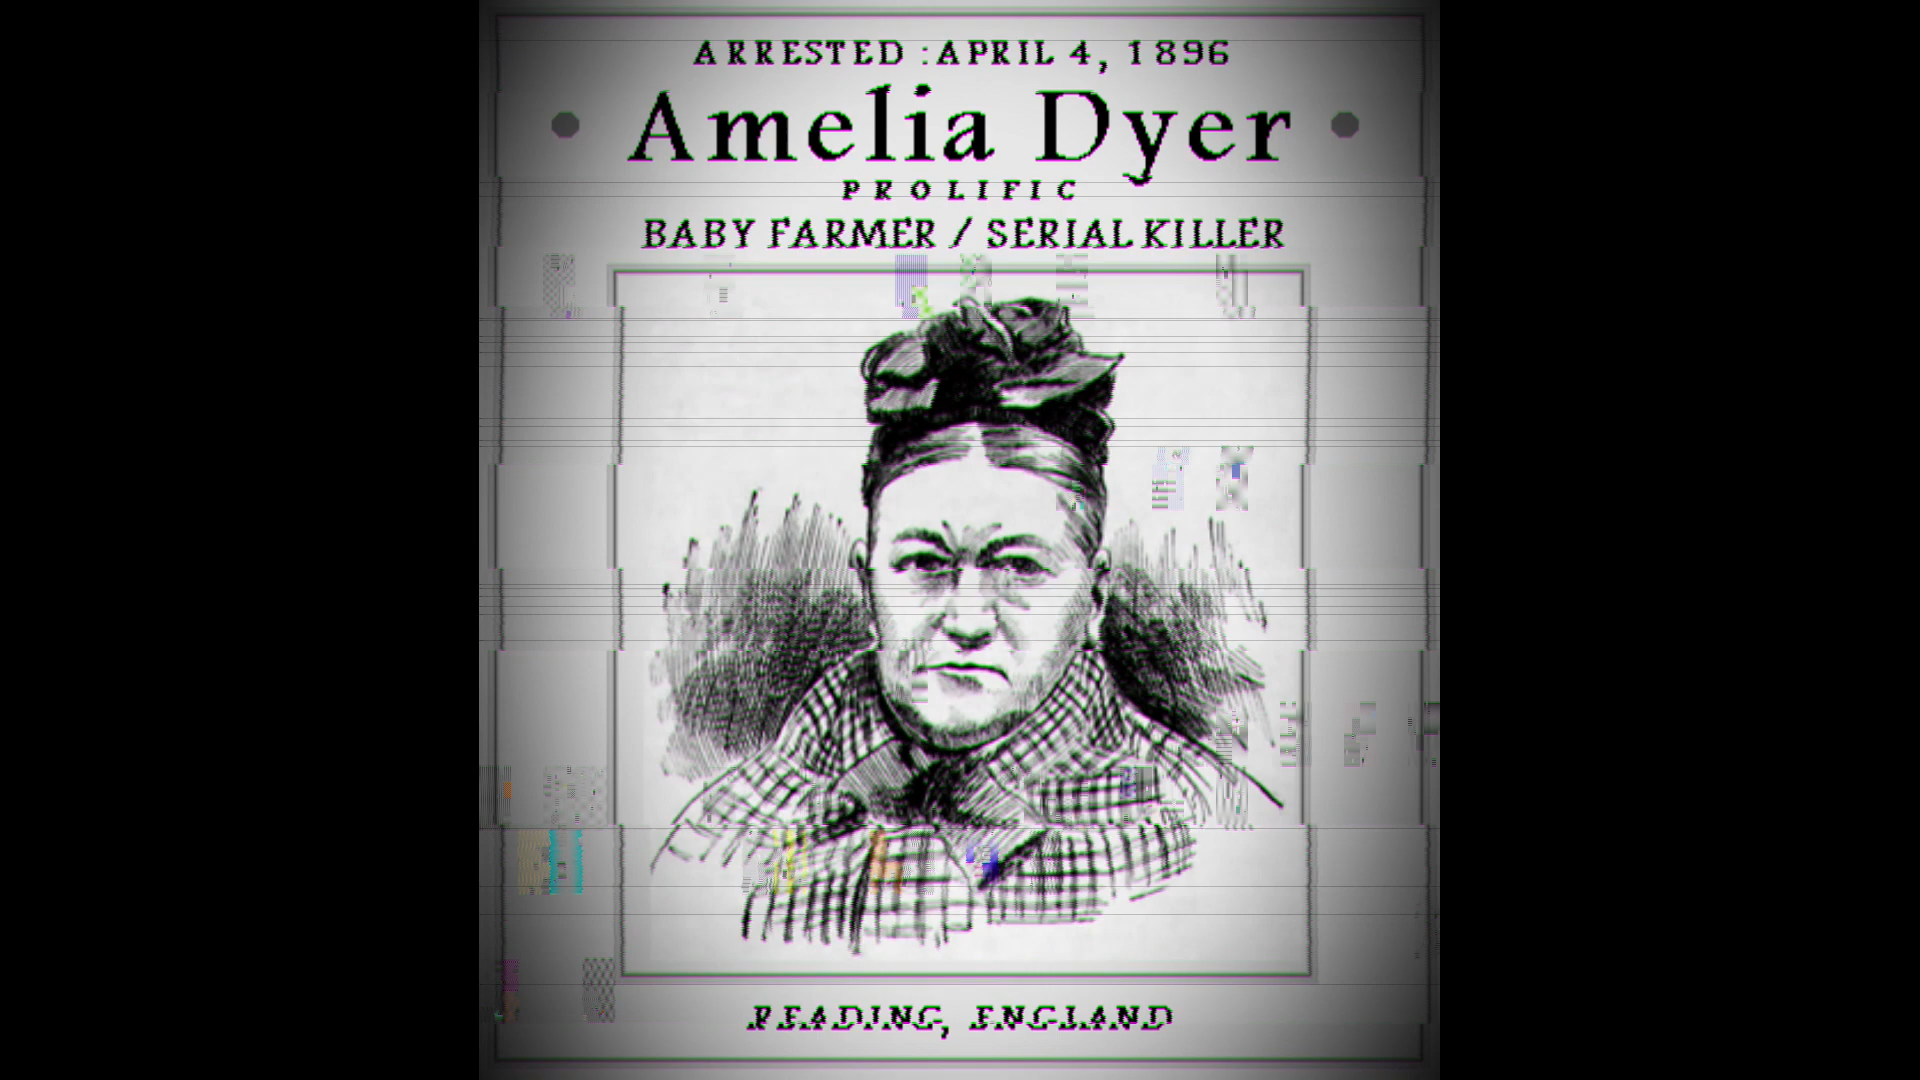 ARRESTED : APRIL 4, 1896
Amelia Dyer
PROLIFIC
BABY FARMER / SERIAL KILLER
READING, ENGLAND